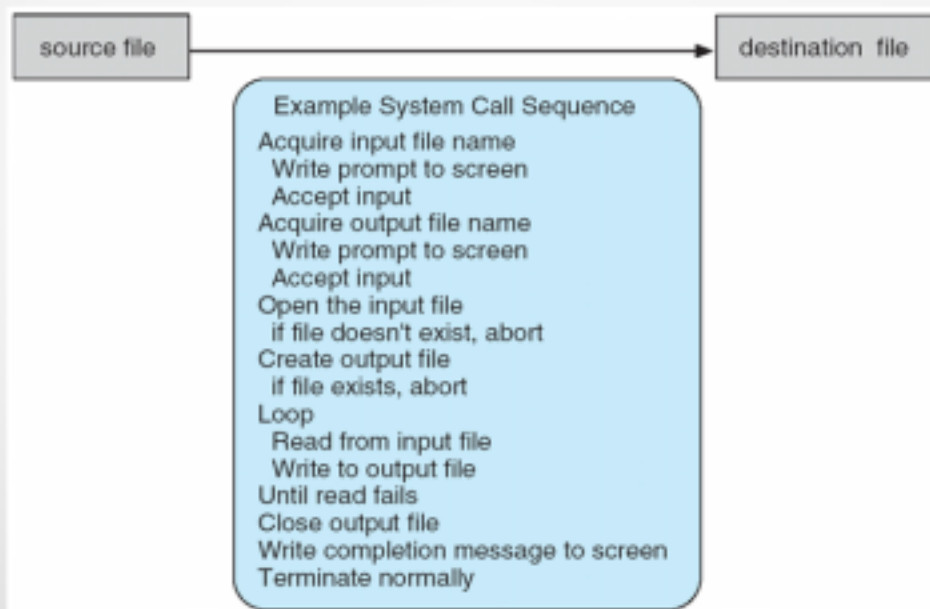 source file
destination file
Example System Call Sequence
Acquire input file name
Write prompt to screen
Accept input
Acquire output file name
Write prompt to screen
Accept input
Open the input file
if file doesn't exist, abort
Create output file
if file exists, abort
Loop
Read from input file
Write to output file
Until read fails
Close output file
Write completion message to screen
Terminate normally